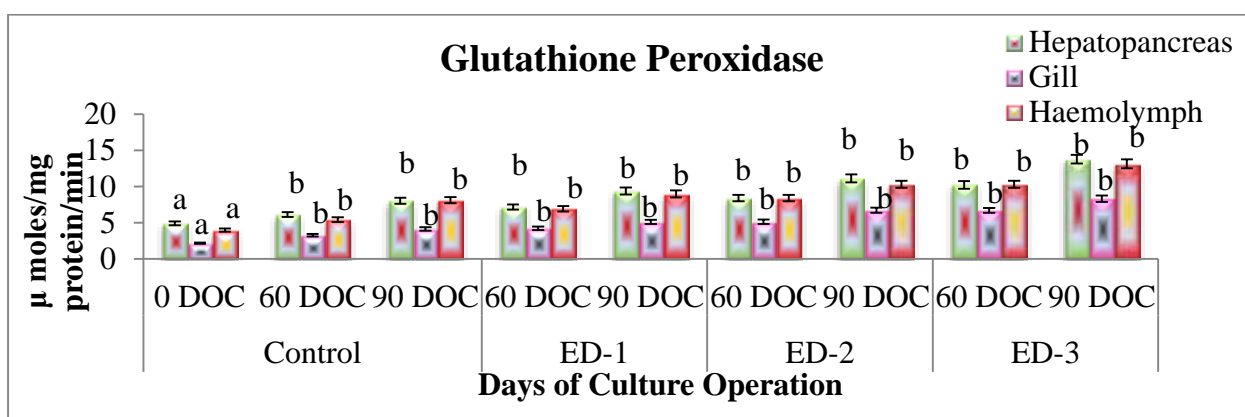 Glutathione Peroxidase
Hepatopancreas
Gill
Haemolymph
µ moles/mg
protein/min
20
15
10
5
0
a a a b b b b b b b b b b b b b b b b b b b b b b b b
0 DOC 60 DOC 90 DOC 60 DOC 90 DOC 60 DOC 90 DOC 60 DOC 90 DOC
Control ED-1 ED-2 ED-3
Days of Culture Operation